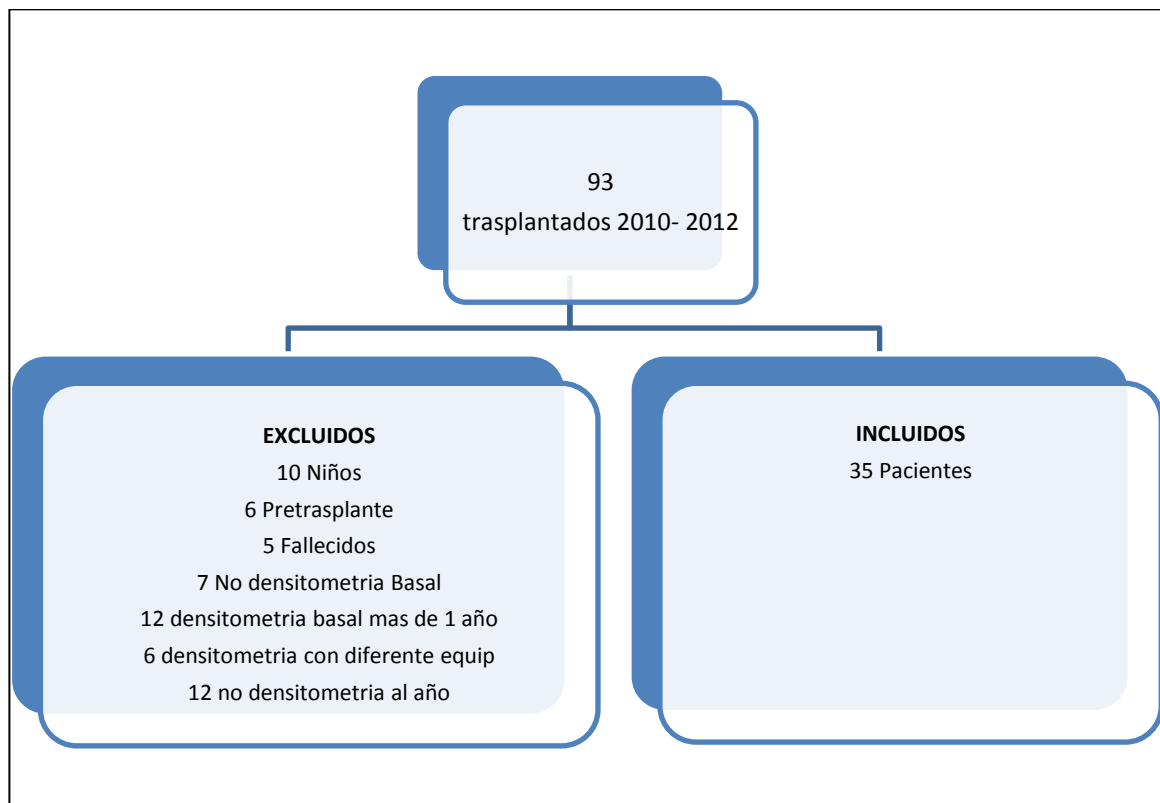 93
trasplantados 2010- 2012
EXCLUIDOS
10 Niños
6 Pretrasplante
5 Fallecidos
7 No densitometria Basal
12 densitometria basal mas de 1 año
6 densitometria con diferente equip
12 no densitometria al año
INCLUIDOS
35 Pacientes